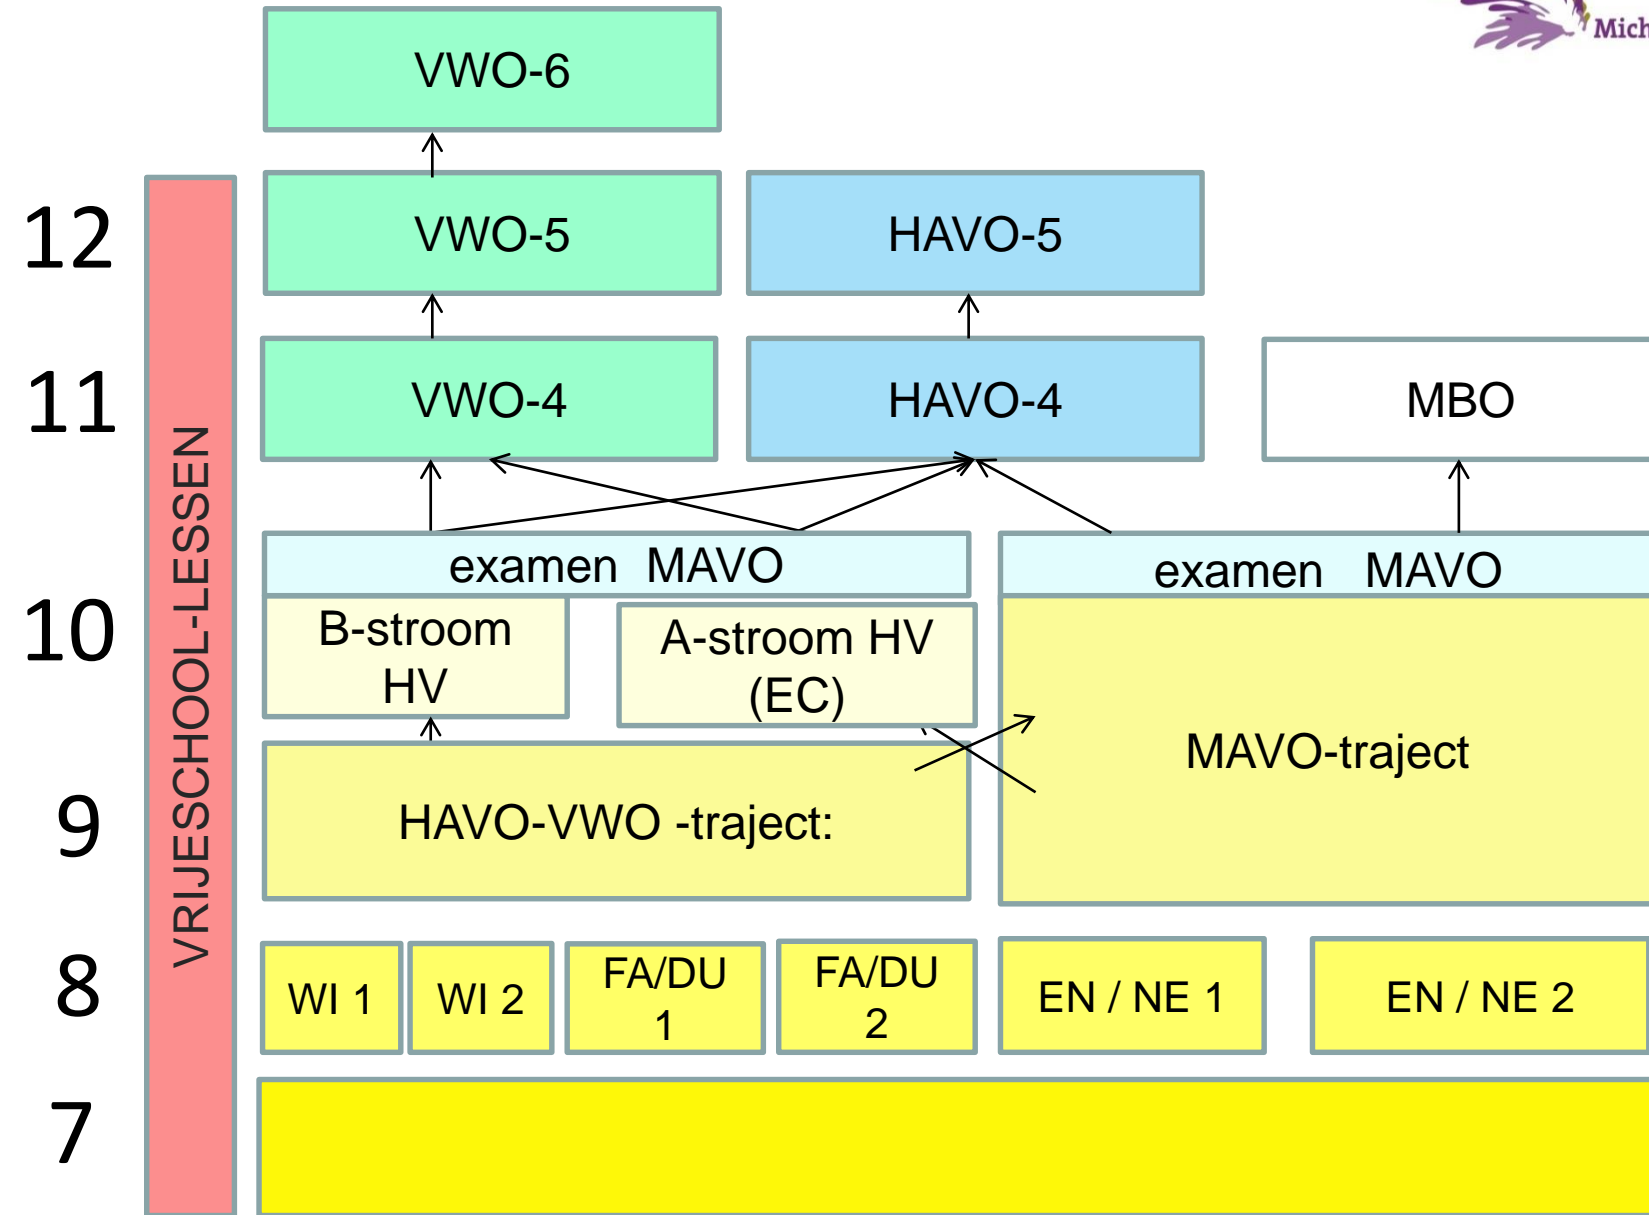 Mich
VWO-6
12
VWO-5
HAVO-5
11
VWO-4
HAVO-4
MBO
VRIJESCHOOL-LESSEN
examen MAVO
examen MAVO
10
B-stroom
HV
A-stroom HV
(EC)
MAVO-traject
9
HAVO-VWO -traject:
8
WI 1
WI 2
FA/DU
1
FA/DU
2
EN / NE 1
EN / NE 2
7